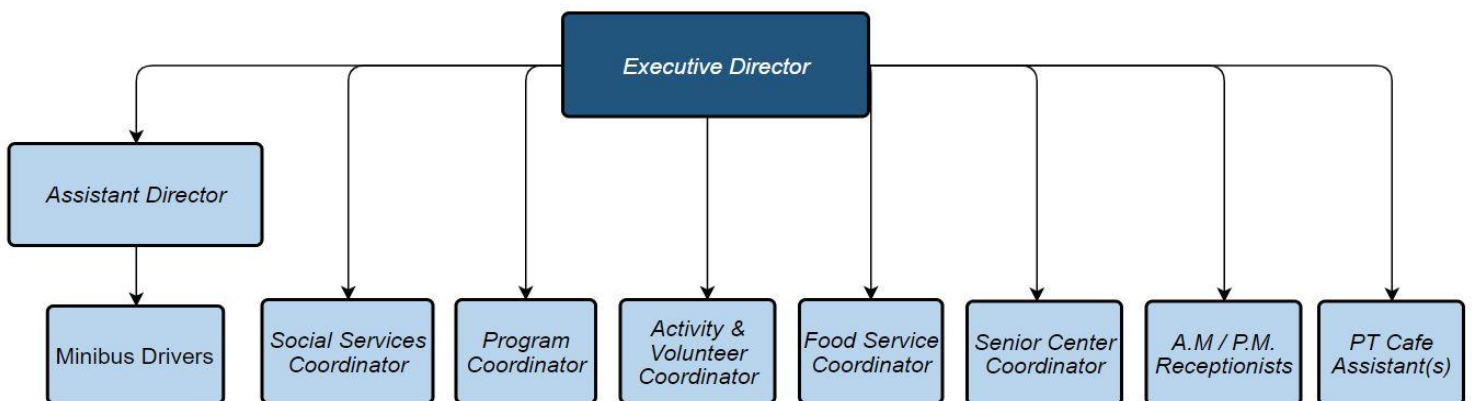 Executive Director
Assistant Director
Minibus Drivers
Social Services
Coordinator
Program
Coordinator
Activity &
Volunteer
Coordinator
Food Service
Coordinator
Senior Center
Coordinator
A.M / P.M.
Receptionists
PT Cafe
Assistant(s)